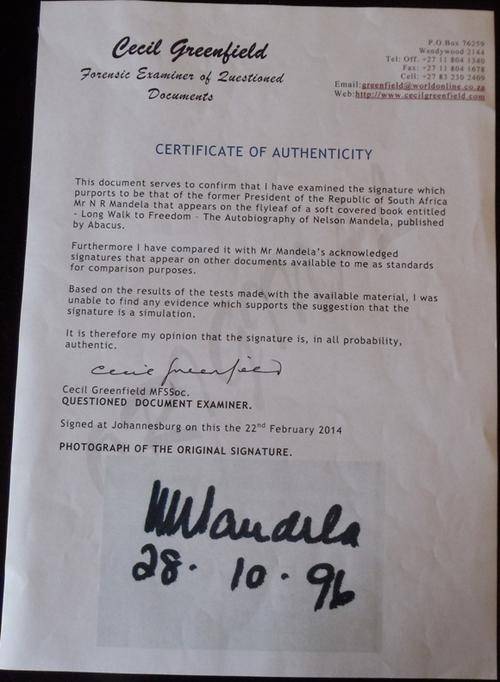 Cecil Greenfield
Forensic Examiner of Questioned
Documents
P.O.Box 76259
Wendywood 2144
Tel: Off. +27 11 804 1340
Fax: +27 11 804 1678
Cell: +27 83 230 2409
Email:greenfield@worldonline.co.za
Web:http://www.cecilgreenfield.com
CERTIFICATE OF AUTHENTICITY
This document serves to confirm that I have examined the signature which
purports to be that of the former President of the Republic of South Africa
Mr N R Mandela that appears on the flyleaf of a soft covered book entitled
- Long Walk to Freedom – The Autobiography of Nelson Mandela, published
by Abacus.
Furthermore I have compared it with Mr Mandela's acknowledged
signatures that appear on other documents available to me as standards
for comparison purposes.
Based on the results of the tests made with the available material, I was
unable to find any evidence which supports the suggestion that the
signature is a simulation.
It is therefore my opinion that the signature is, in all probability,
authentic.
Cecil Greenfield
Cecil Greenfield MFSSoc.
QUESTIONED DOCUMENT EXAMINER.
Signed at Johannesburg on this the 22nd February 2014
PHOTOGRAPH OF THE ORIGINAL SIGNATURE.
NMandela
28. 10. 96